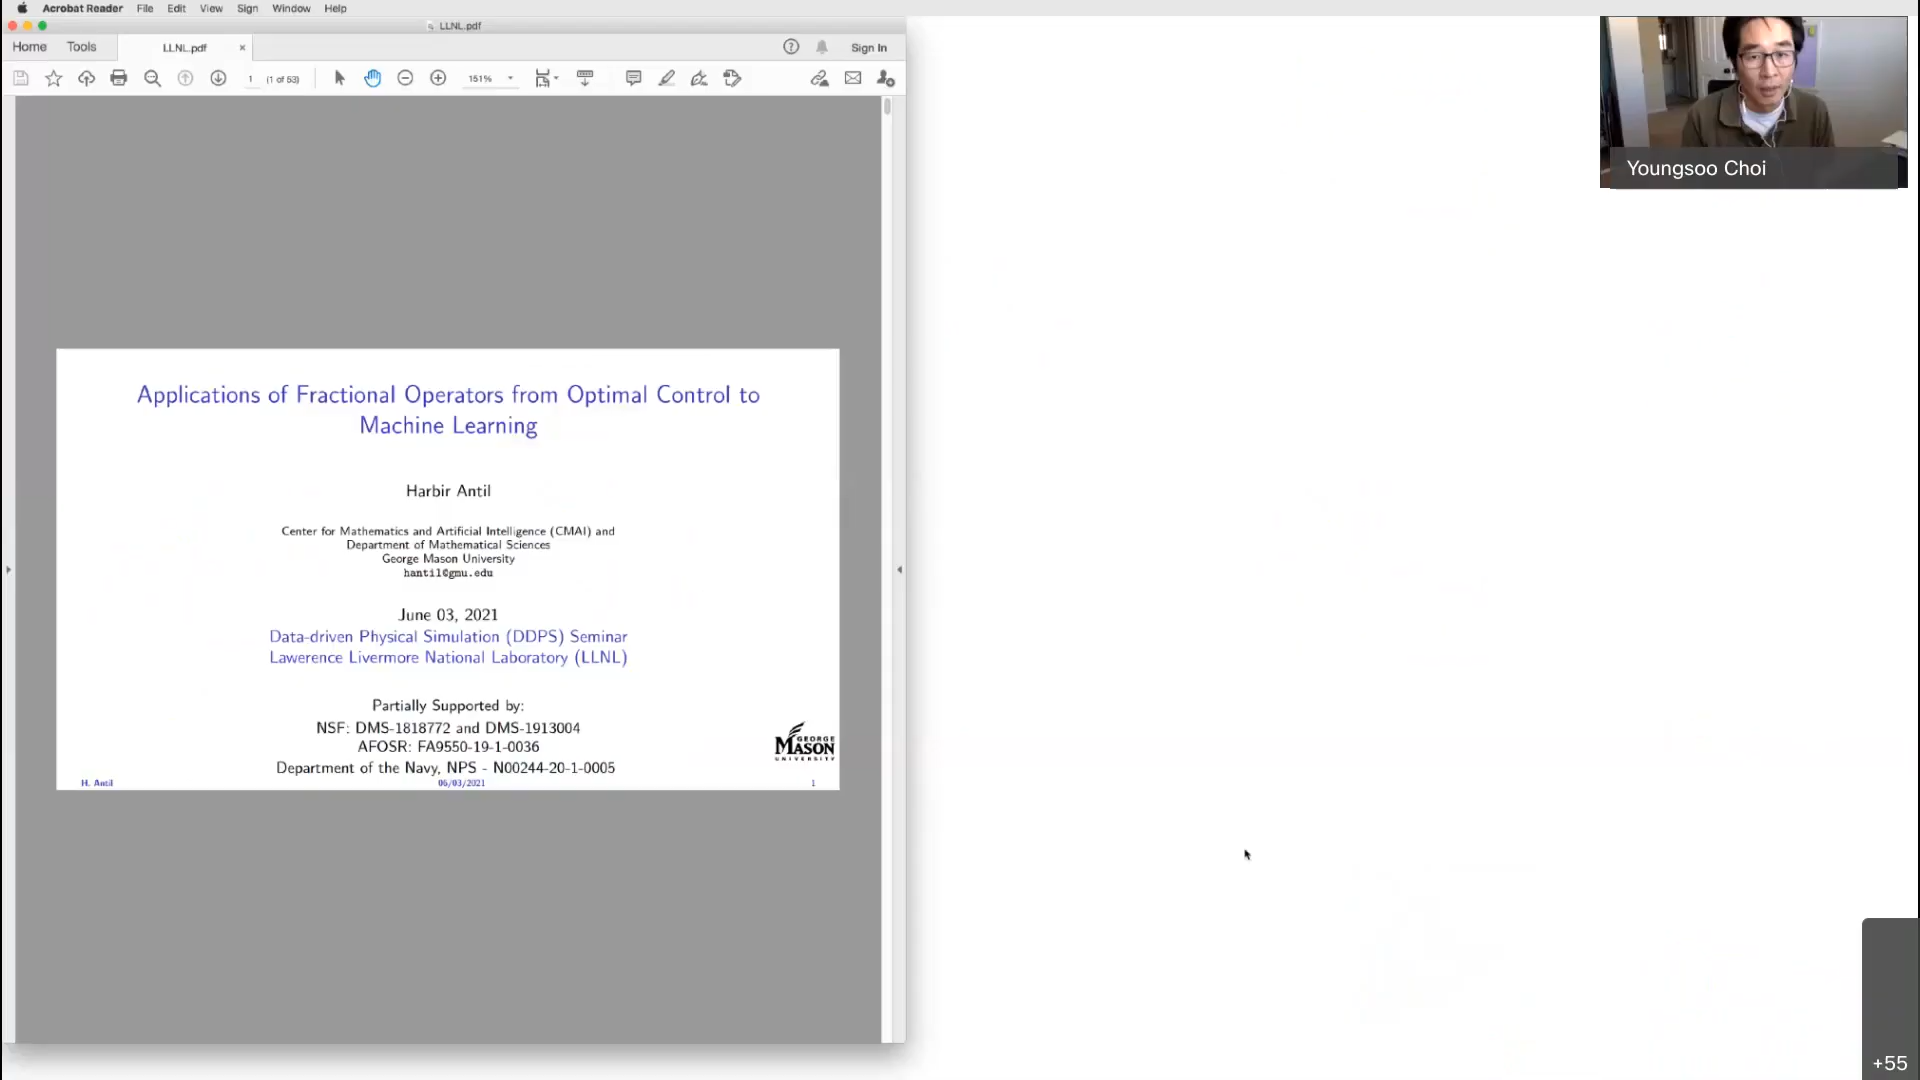 Acrobat Reader File Edit View Sign Window Help
LLNL.pdf
Home Tools LLNL.pdf × Sign In
1 (1 of 53) 151%
Youngsoo Choi
Applications of Fractional Operators from Optimal Control to
Machine Learning
Harbir Antil
Center for Mathematics and Artificial Intelligence (CMAI) and
Department of Mathematical Sciences
George Mason University
hantil@gmu.edu
June 03, 2021
Data-driven Physical Simulation (DDPS) Seminar
Lawerence Livermore National Laboratory (LLNL)
Partially Supported by:
NSF: DMS-1818772 and DMS-1913004
AFOSR: FA9550-19-1-0036
Department of the Navy, NPS - N00244-20-1-0005
GEORGE
MASON
UNIVERSITY
H. Antil 06/03/2021 1
+55